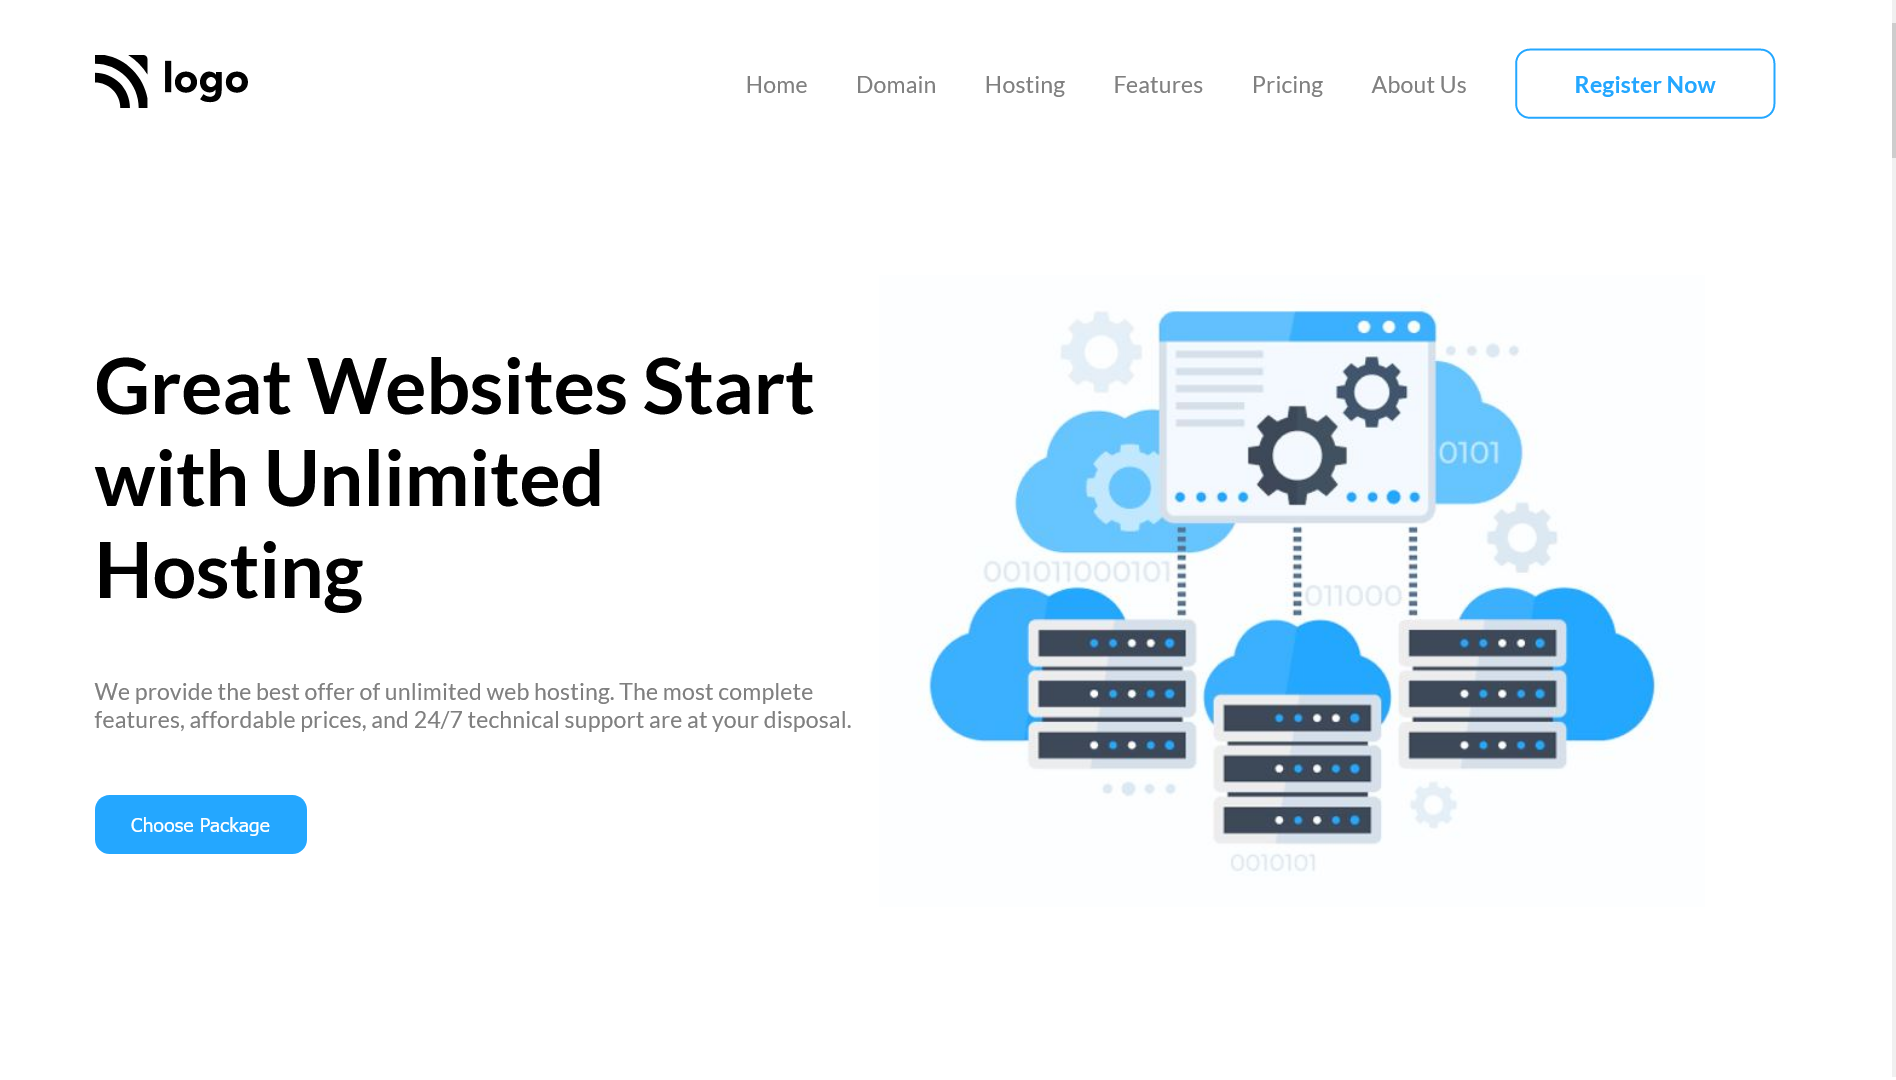 logo
Home Domain Hosting Features Pricing About Us Register Now
Great Websites Start
with Unlimited
Hosting
We provide the best offer of unlimited web hosting. The most complete
features, affordable prices, and 24/7 technical support are at your disposal.
Choose Package
0101
001011000101
011000
0010101